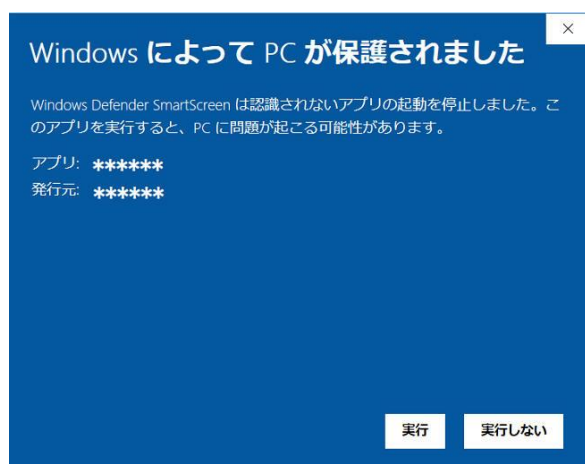 Windows によって PC が保護されました
Windows Defender SmartScreen は認識されないアプリの起動を停止しました。こ
のアプリを実行すると、PC に問題が起こる可能性があります。
アプリ: ******
発行元: ******
実行 実行しない